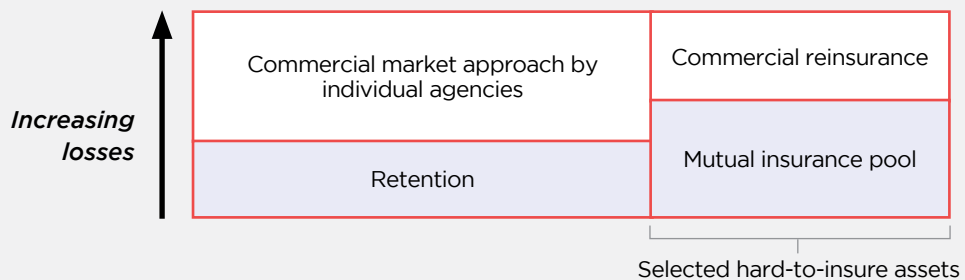 Increasing
losses
Commercial market approach by
individual agencies
Retention
Commercial reinsurance
Mutual insurance pool
Selected hard-to-insure assets